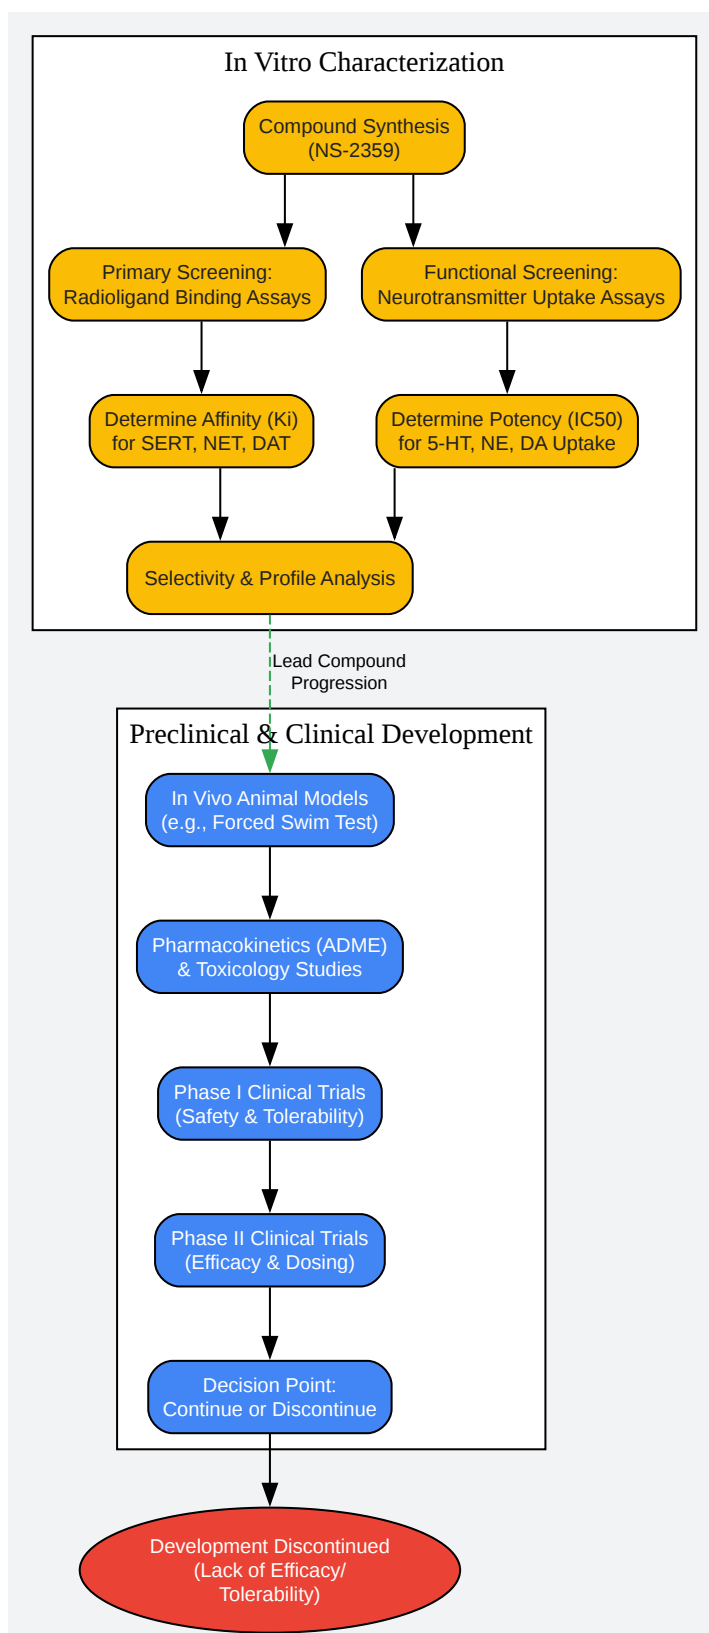 In Vitro Characterization
Compound Synthesis
(NS-2359)
Primary Screening:
Radioligand Binding Assays
Functional Screening:
Neurotransmitter Uptake Assays
Determine Affinity (Ki)
for SERT, NET, DAT
Determine Potency (IC50)
for 5-HT, NE, DA Uptake
Selectivity & Profile Analysis
Lead Compound
Progression
Preclinical & Clinical Development
In Vivo Animal Models
(e.g., Forced Swim Test)
Pharmacokinetics (ADME)
& Toxicology Studies
Phase I Clinical Trials
(Safety & Tolerability)
Phase II Clinical Trials
(Efficacy & Dosing)
Decision Point:
Continue or Discontinue
Development Discontinued
(Lack of Efficacy/
Tolerability)